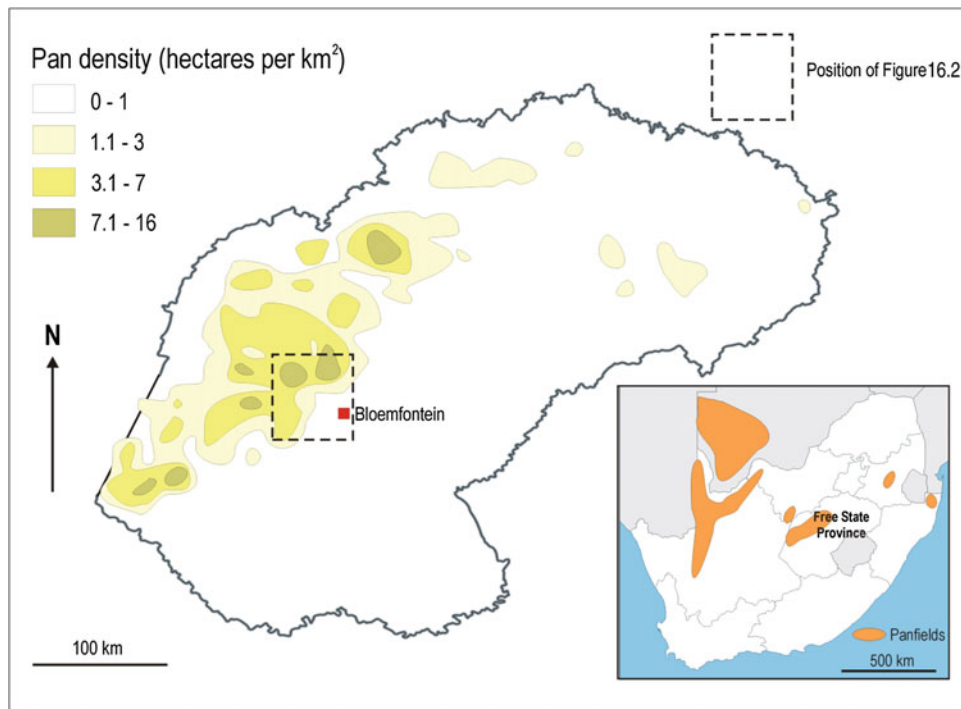 Pan density (hectares per km²)
0 - 1
1.1 - 3
3.1 - 7
7.1 - 16
Position of Figure16.2
N
Bloemfontein
100 km
Free State
Province
Panfields
500 km